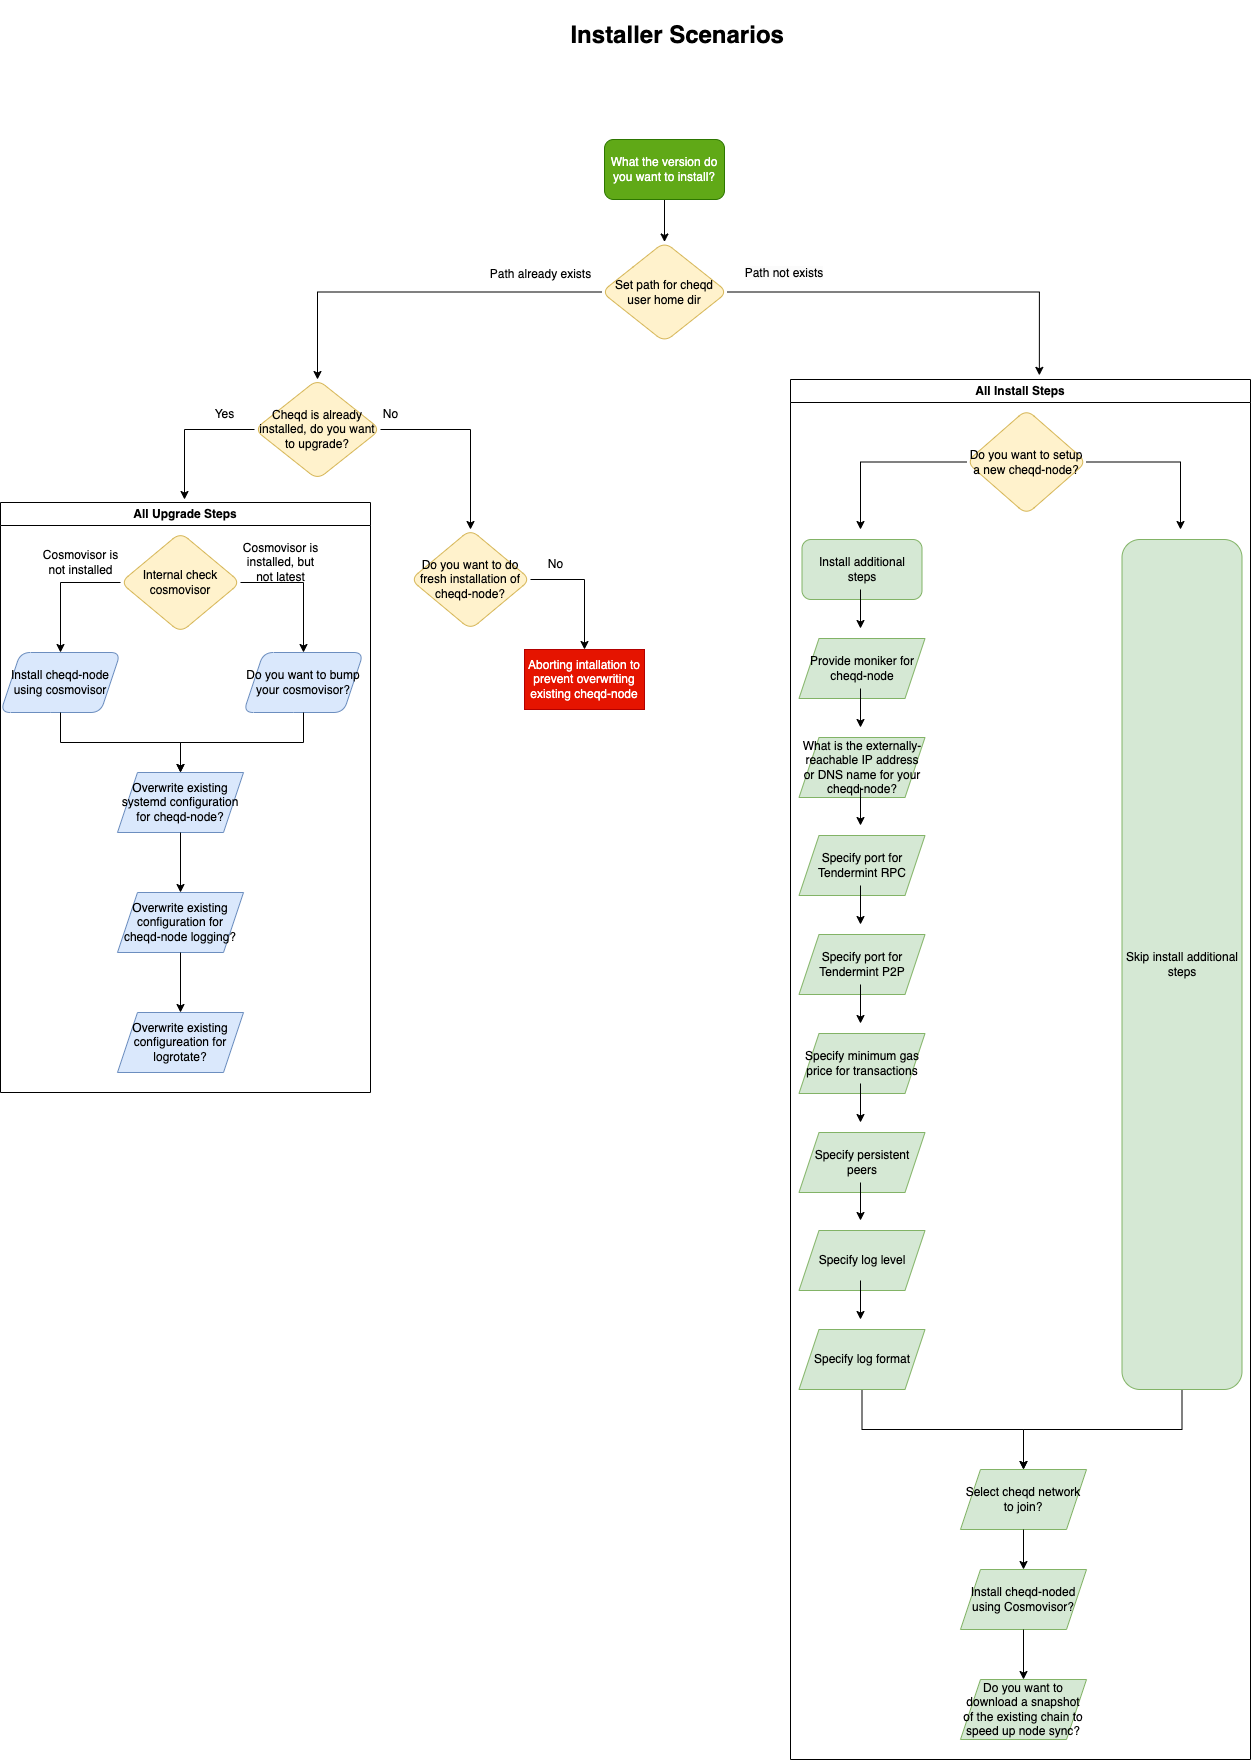 Installer Scenarios
What the version do
you want to install?
Path already exists
Set path for cheqd
user home dir
Path not exists
Yes
Cheqd is already
installed, do you want
to upgrade?
No
All Upgrade Steps
Cosmovisor is
not installed
Internal check
cosmovisor
Cosmovisor is
installed, but
not latest
Install cheqd-node
using cosmovisor
Do you want to bump
your cosmovisor?
Overwrite existing
systemd configuration
for cheqd-node?
Overwrite existing
configuration for
cheqd-node logging?
Overwrite existing
configureation for
logrotate?
Do you want to do
fresh installation of
cheqd-node?
No
Aborting intallation to
prevent overwriting
existing cheqd-node
All Install Steps
Do you want to setup
a new cheqd-node?
Install additional
steps
Provide moniker for
cheqd-node
What is the externally-
reachable IP address
or DNS name for your
cheqd-node?
Specify port for
Tendermint RPC
Specify port for
Tendermint P2P
Specify minimum gas
price for transactions
Specify persistent
peers
Specify log level
Specify log format
Skip install additional
steps
Select cheqd network
to join?
Install cheqd-noded
using Cosmovisor?
Do you want to
download a snapshot
of the existing chain to
speed up node sync?